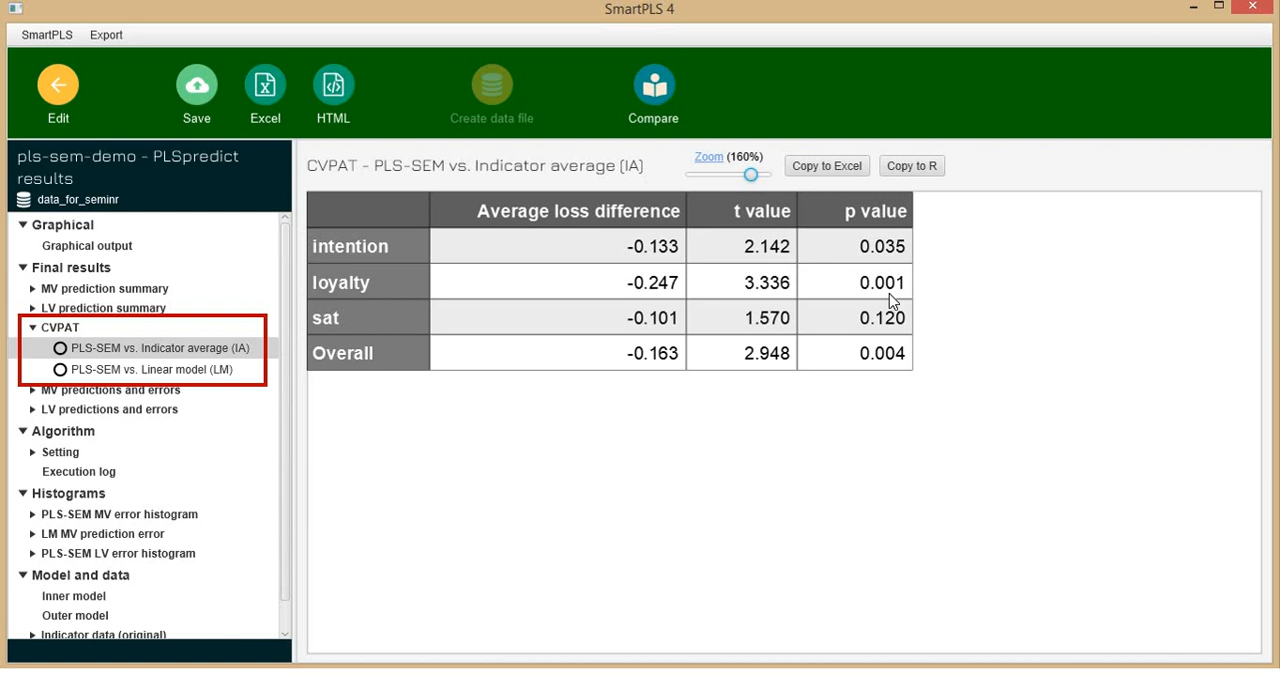 SmartPLS 4
SmartPLS Export
Edit Save Excel HTML Create data file Compare
pls-sem-demo - PLSpredict
results
data_for_seminr
Graphical
Graphical output
Final results
MV prediction summary
LV prediction summary
CVPAT
PLS-SEM vs. Indicator average (IA)
PLS-SEM vs. Linear model (LM)
MV predictions and errors
LV predictions and errors
Algorithm
Setting
Execution log
Histograms
PLS-SEM MV error histogram
LM MV prediction error
PLS-SEM LV error histogram
Model and data
Inner model
Outer model
Indicator data (original)
CVPAT - PLS-SEM vs. Indicator average (IA)
Zoom (160%)
Copy to Excel Copy to R
Average loss difference t value p value
intention -0.133 2.142 0.035
loyalty -0.247 3.336 0.001
sat -0.101 1.570 0.120
Overall -0.163 2.948 0.004